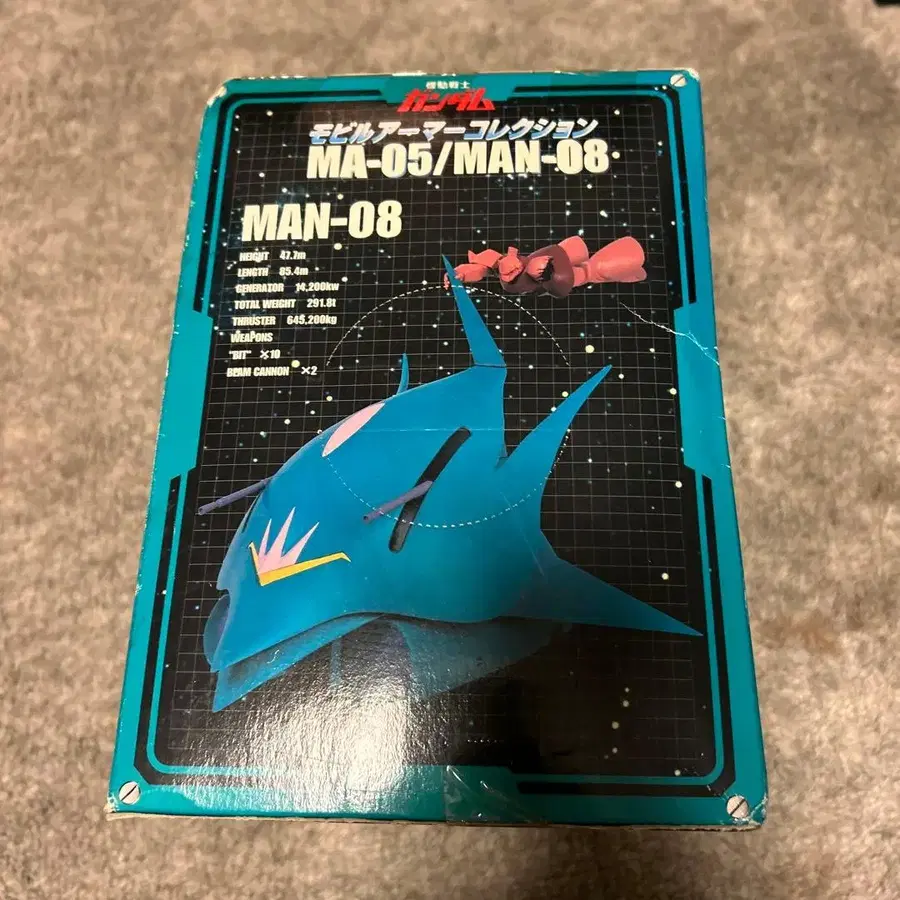 機動戦士
ガンダム
モビルアーマーコレクション
MA-05/MAN-08
MAN-08
HEIGHT 47.7m
LENGTH 85.4m
GENERATOR 14,200kw
TOTAL WEIGHT 291.8t
THRUSTER 645,200kg
WEAPONS
"BIT" ×10
BEAM CANNON ×2